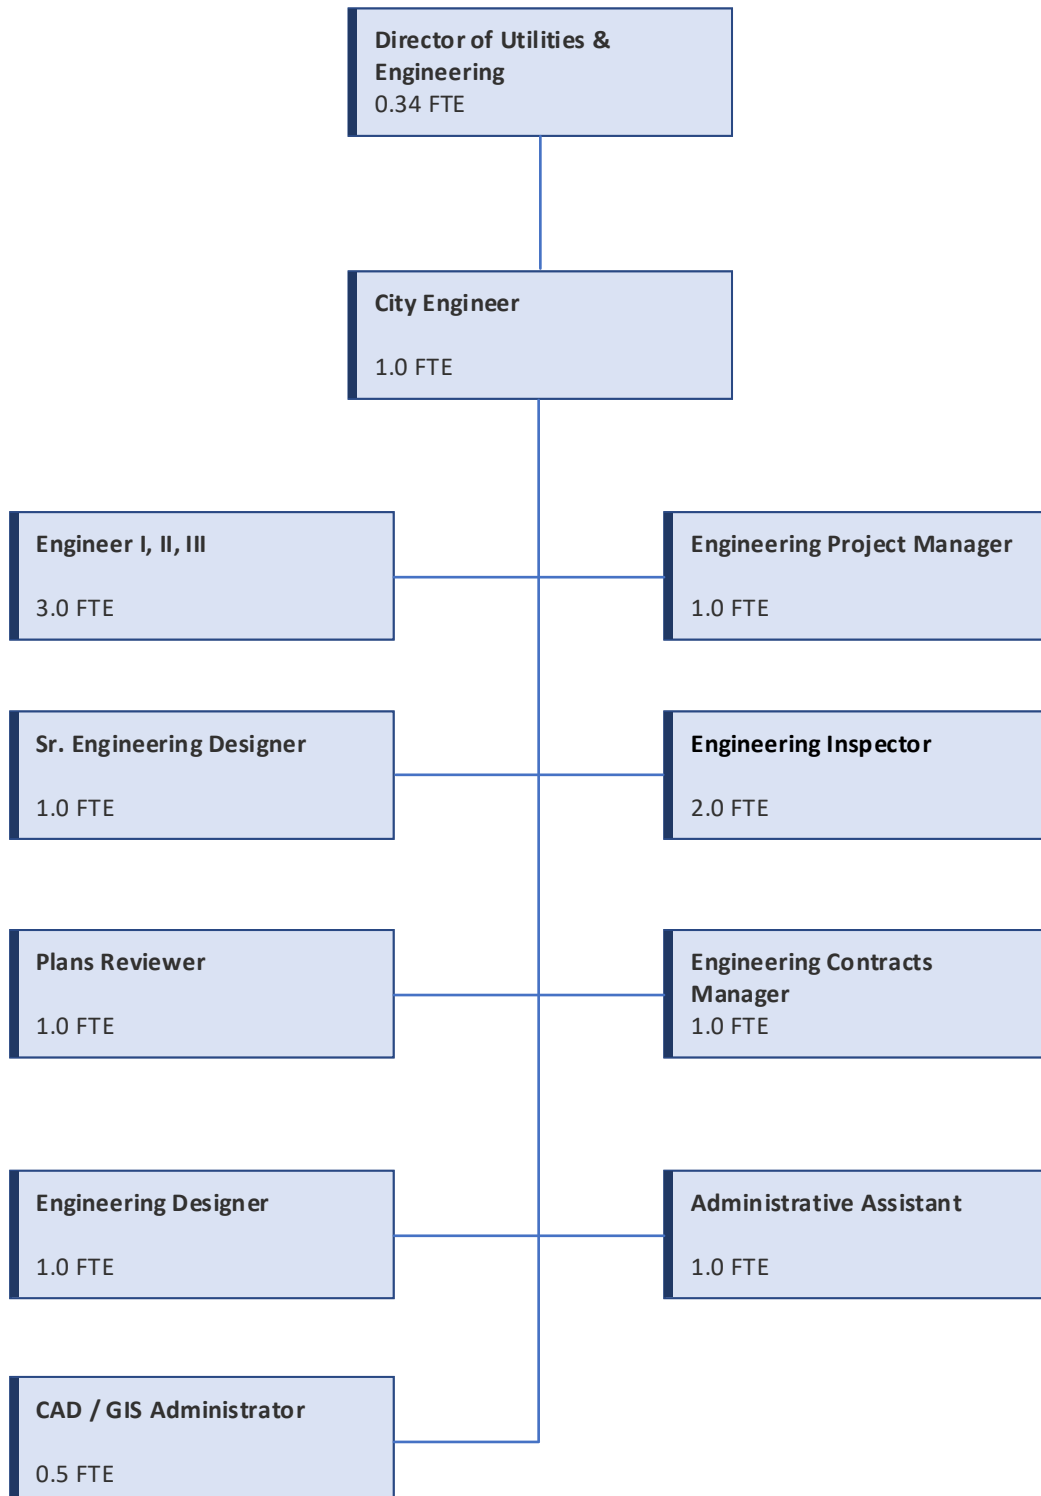 Director of Utilities &
Engineering
0.34 FTE
City Engineer
1.0 FTE
Engineer I, II, III
3.0 FTE
Engineering Project Manager
1.0 FTE
Sr. Engineering Designer
1.0 FTE
Engineering Inspector
2.0 FTE
Plans Reviewer
1.0 FTE
Engineering Contracts
Manager
1.0 FTE
Engineering Designer
1.0 FTE
Administrative Assistant
1.0 FTE
CAD / GIS Administrator
0.5 FTE